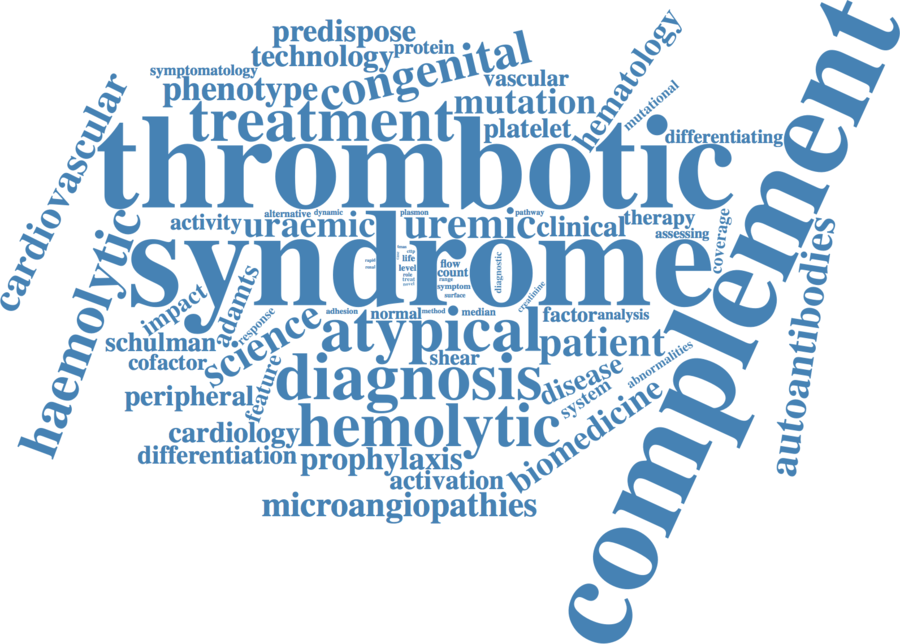 predispose
technology
protein
symptomatology
congenital
phenotype
vascular
mutation
hematology
mutational
treatment
platelet
differentiating
cardiovascular
thrombotic
complement
activity
alternative
dynamic
uraemic
plasmon
uremic
pathway
clinical
therapy
assessing
coverage
haemolytic
syndrome
autoantibodies
life
level
flow
count
range
symptom
surface
diagnostic
creatinine
impact
adamts
response
adhesion
normal
method
median
factor
analysis
schulman
science
atypical
patient
cofactor
shear
abnormalities
peripheral
feature
diagnosis
disease
system
biomedicine
cardiology
hemolytic
differentiation
prophylaxis
activation
microangiopathies